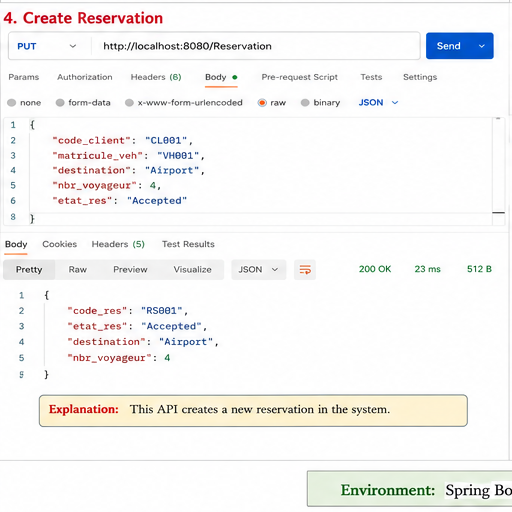 4. Create Reservation
PUT http://localhost:8080/Reservation Send
Params Authorization Headers (6) Body Pre-request Script Tests Settings
none form-data x-www-form-urlencoded raw binary JSON
1 {
2 "code_client": "CL001",
3 "matricule_veh": "VH001",
4 "destination": "Airport",
5 "nbr_voyageur": 4,
6 "etat_res": "Accepted"
8 }
Body Cookies Headers (5) Test Results
Pretty Raw Preview Visualize JSON 200 OK 23 ms 512 B
1 {
2 "code_res": "RS001",
3 "etat_res": "Accepted",
4 "destination": "Airport",
5 "nbr_voyageur": 4
}
Explanation: This API creates a new reservation in the system.
Environment: Spring Bo